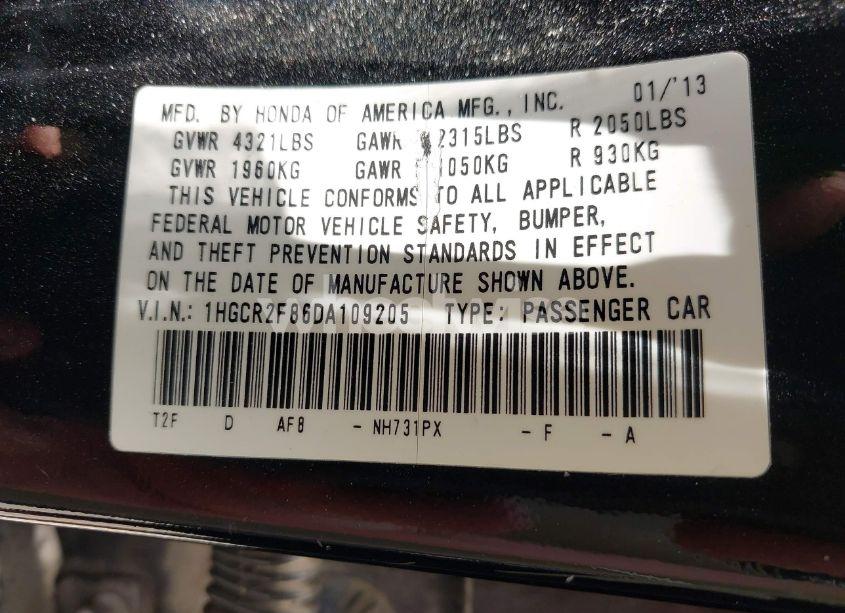 MFD. BY HONDA OF AMERICA MFG., INC. 01/'13
GVWR 4321LBS GAWR 2315LBS R 2050LBS
GVWR 1960KG GAWR 050KG R 930KG
THIS VEHICLE CONFORMS TO ALL APPLICABLE
FEDERAL MOTOR VEHICLE SAFETY, BUMPER,
AND THEFT PREVENTION STANDARDS IN EFFECT
ON THE DATE OF MANUFACTURE SHOWN ABOVE.
V.I.N.: 1HGCR2F86DA109205 TYPE: PASSENGER CAR
T2F D AF8 - NH731PX - F - A